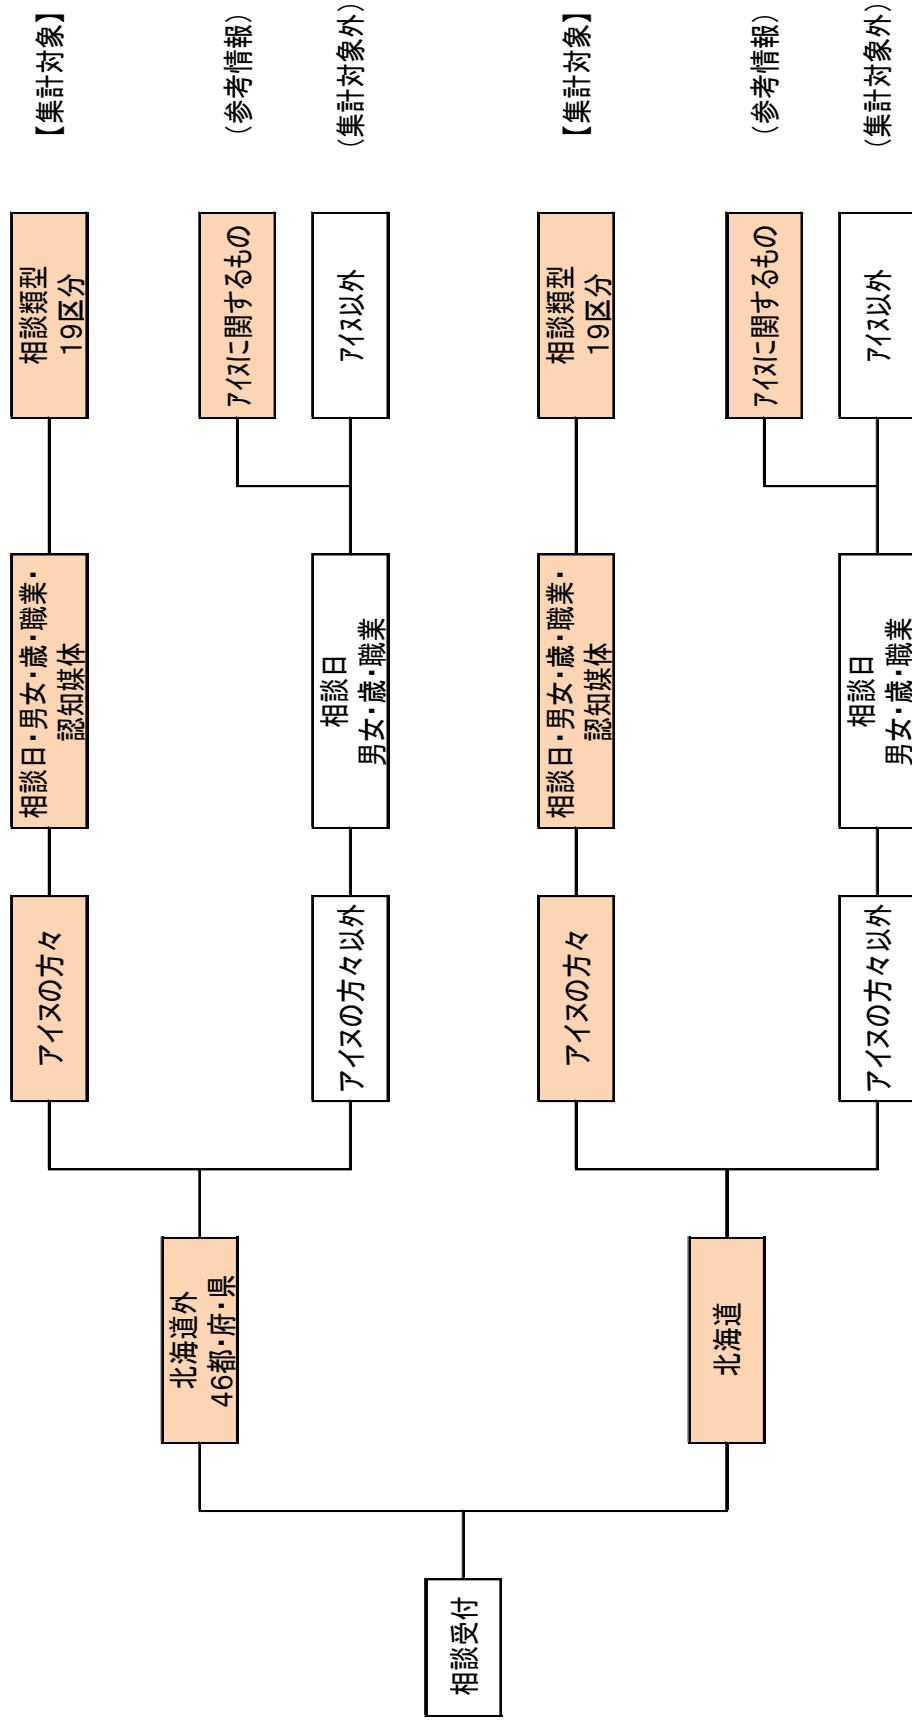 相談受付
北海道外
46都・府・県
アイヌの方々
相談日・男女・歳・職業・
認知媒体
相談類型
19区分
【集計対象】
アイヌの方々以外
相談日
男女・歳・職業
アイヌに関するもの
(参考情報)
アイヌ以外
(集計対象外)
北海道
アイヌの方々
相談日・男女・歳・職業・
認知媒体
相談類型
19区分
【集計対象】
アイヌの方々以外
相談日
男女・歳・職業
アイヌに関するもの
(参考情報)
アイヌ以外
(集計対象外)